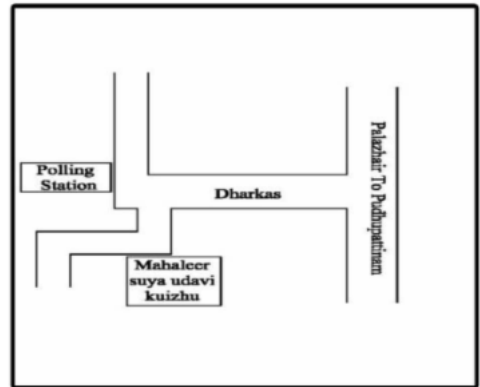 Polling
Station
Dharkas
Palazhair To Pudhupattinam
Mahaleer
suya udavi
kuizhu